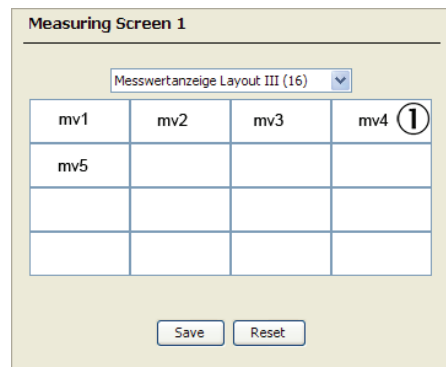 Measuring Screen 1
Messwertanzeige Layout III (16)
mv1 mv2 mv3 mv4 ①
mv5
Save Reset